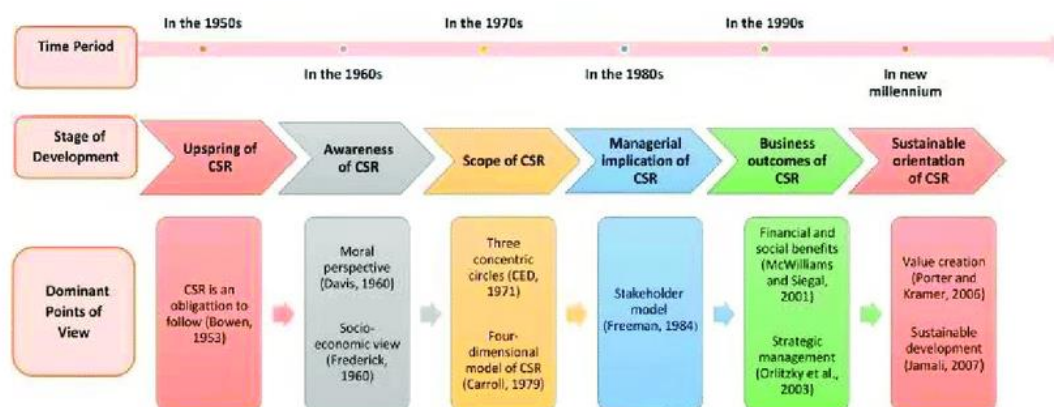 Time Period
In the 1950s
In the 1960s
In the 1970s
In the 1980s
In the 1990s
In new
millennium
Stage of
Development
Upspring of
CSR
Awareness
of CSR
Scope of CSR
Managerial
implication of
CSR
Business
outcomes of
CSR
Sustainable
orientation
of CSR
Dominant
Points of
View
CSR is an
obligattion to
follow (Bowen,
1953)
Moral
perspective
(Davis, 1960)
Socio-
economic view
(Frederick,
1960)
Three
concentric
circles (CED,
1971)
Four-
dimensional
model of CSR
(Carroll, 1979)
Stakeholder
model
(Freeman, 1984)
Financial and
social benefits
(McWilliams
and Siegal,
2001)
Strategic
management
(Orlitzky et al.,
2003)
Value creation
(Porter and
Kramer, 2006)
Sustainable
development
(Jamali, 2007)